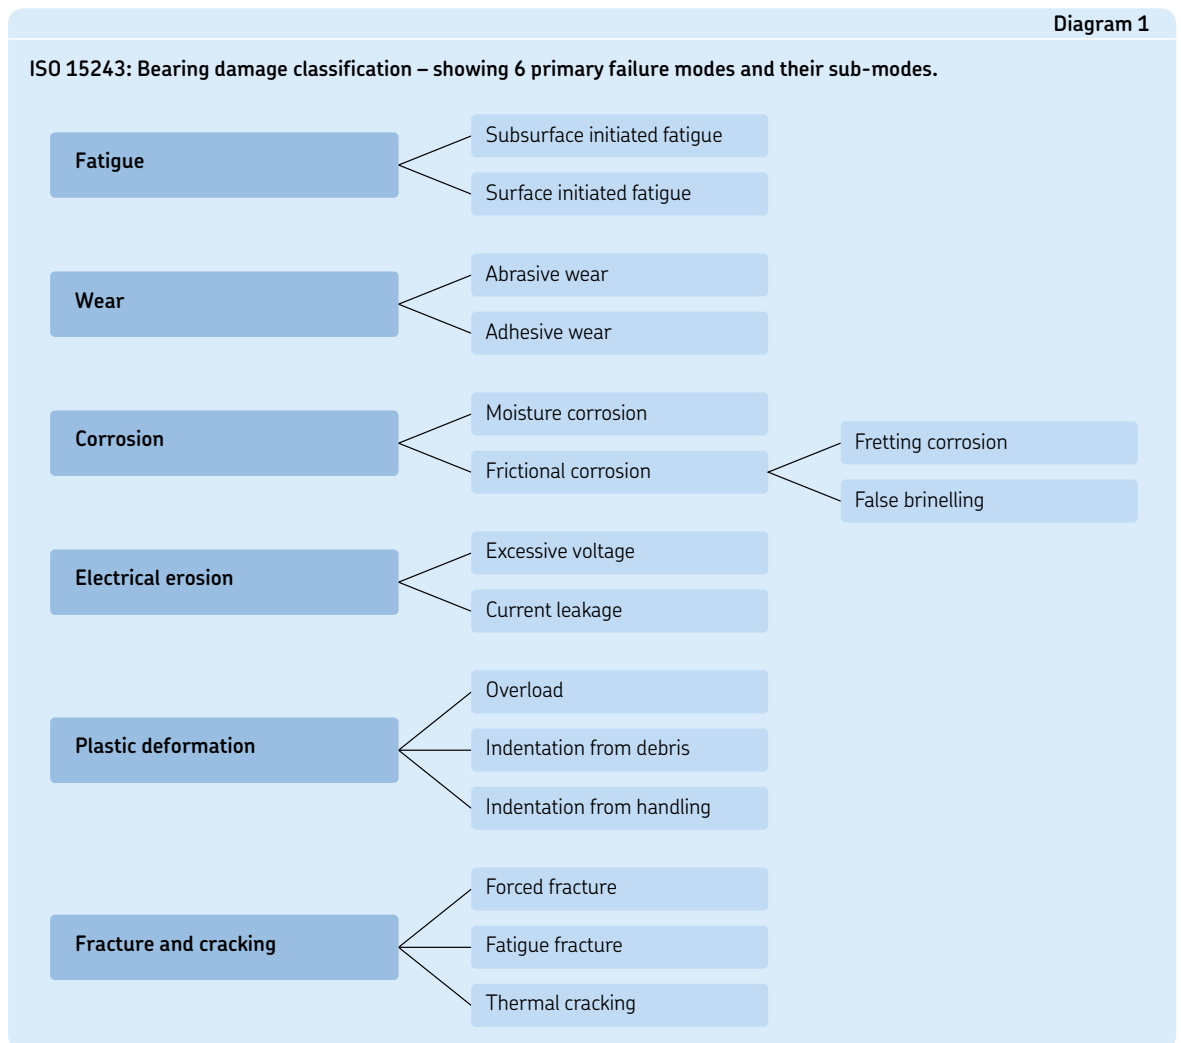 Diagram 1
ISO 15243: Bearing damage classification – showing 6 primary failure modes and their sub-modes.
Fatigue
Subsurface initiated fatigue
Surface initiated fatigue
Wear
Abrasive wear
Adhesive wear
Corrosion
Moisture corrosion
Frictional corrosion
Fretting corrosion
False brinelling
Electrical erosion
Excessive voltage
Current leakage
Plastic deformation
Overload
Indentation from debris
Indentation from handling
Fracture and cracking
Forced fracture
Fatigue fracture
Thermal cracking